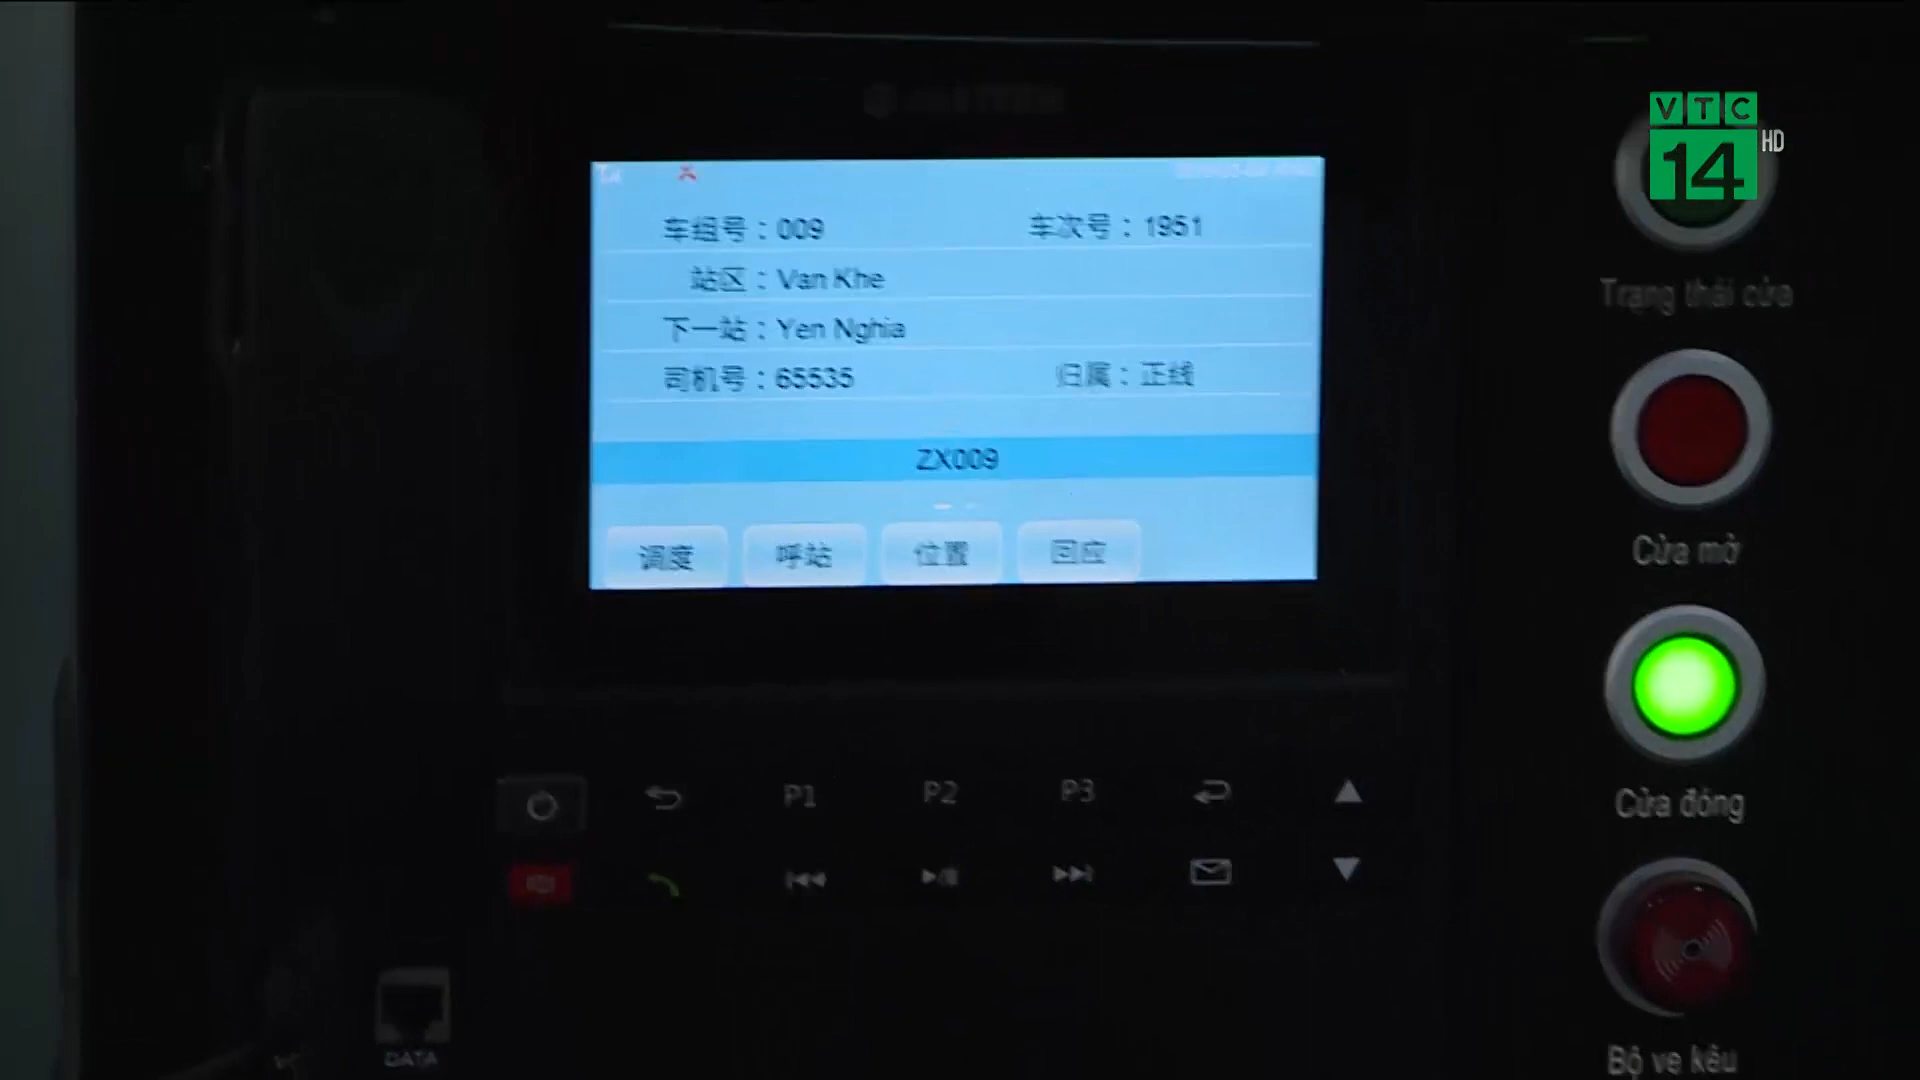 VTC
14 HD
车组号：009 车次号：1951
站区：Van Khe
下一站：Yen Nghia
司机号：65535 归属：正线
ZX009
调度 呼站 位置 回应
Trạng thái cửa
Cửa mở
Cửa đóng
Bộ ve kêu
P1 P2 P3
DATA